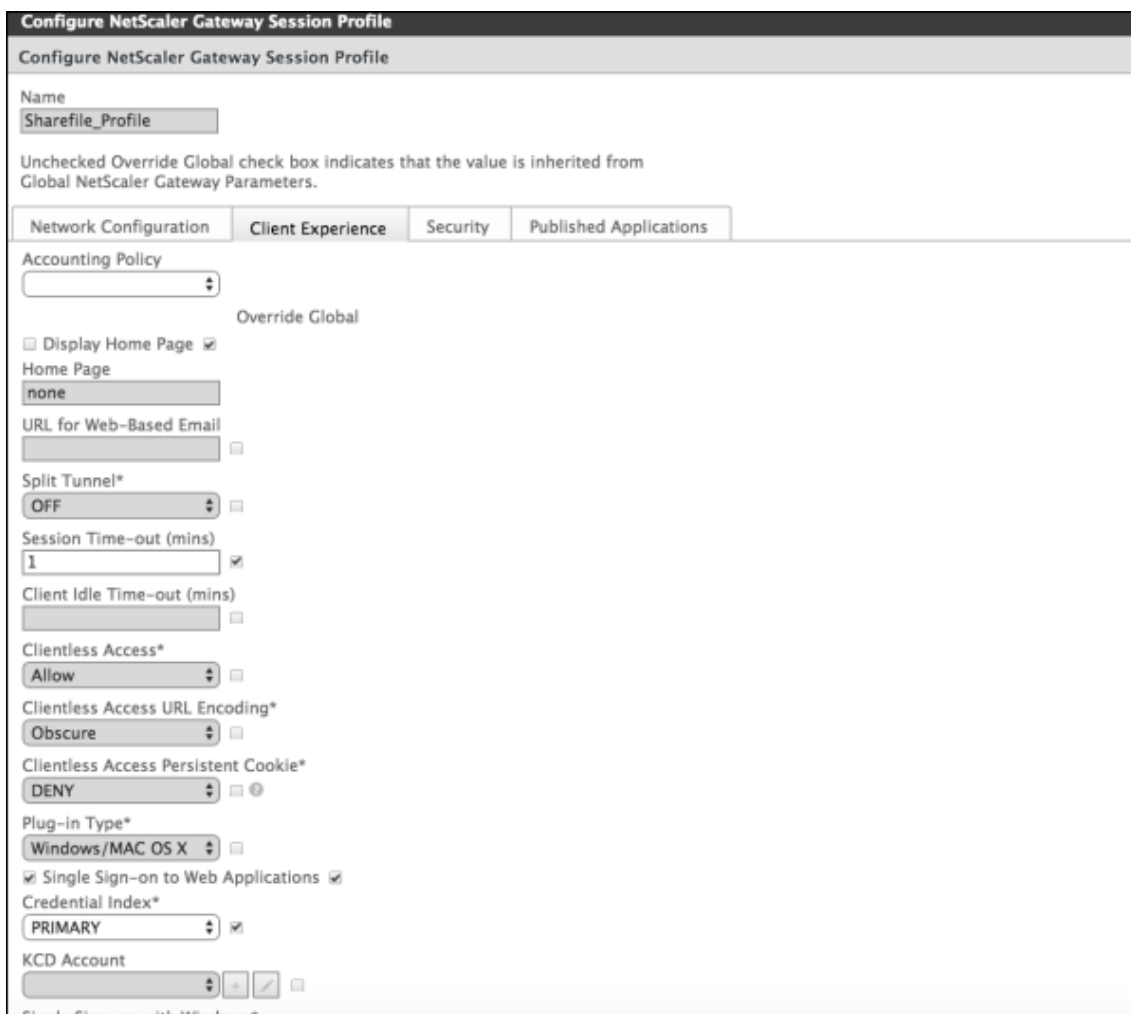 Configure NetScaler Gateway Session Profile
Configure NetScaler Gateway Session Profile
Name
Sharefile_Profile
Unchecked Override Global check box indicates that the value is inherited from
Global NetScaler Gateway Parameters.
Network Configuration Client Experience Security Published Applications
Accounting Policy
Override Global
Display Home Page
Home Page
none
URL for Web-Based Email
Split Tunnel*
OFF
Session Time-out (mins)
1
Client Idle Time-out (mins)
Clientless Access*
Allow
Clientless Access URL Encoding*
Obscure
Clientless Access Persistent Cookie*
DENY
Plug-in Type*
Windows/MAC OS X
Single Sign-on to Web Applications
Credential Index*
PRIMARY
KCD Account